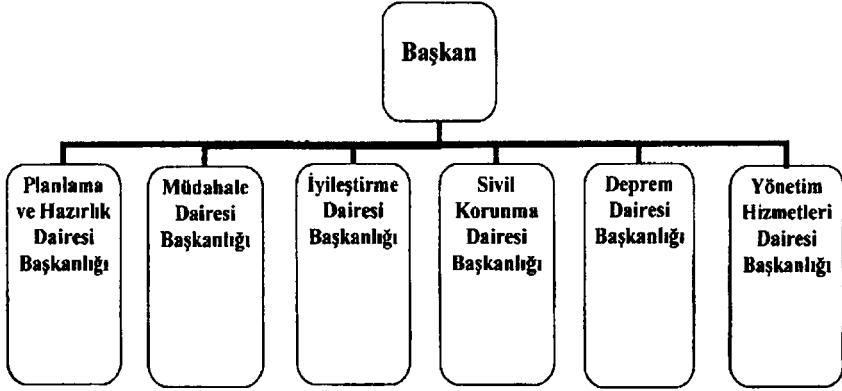 Başkan
Planlama
ve Hazırlık
Dairesi
Başkanlığı
Müdahale
Dairesi
Başkanlığı
İyileştirme
Dairesi
Başkanlığı
Sivil
Korunma
Dairesi
Başkanlığı
Deprem
Dairesi
Başkanlığı
Yönetim
Hizmetleri
Dairesi
Başkanlığı